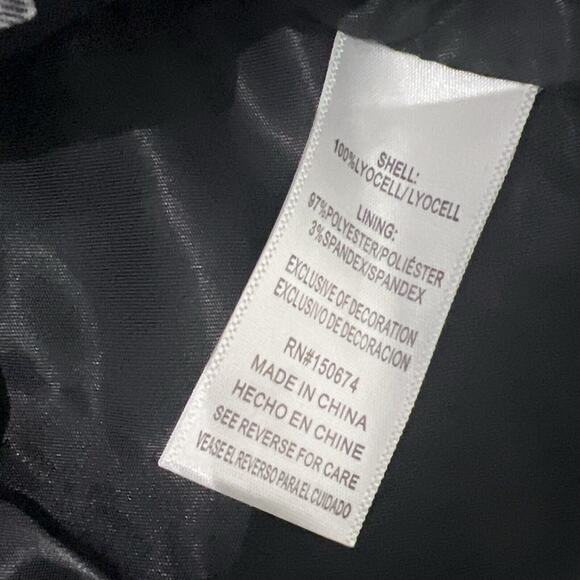 SHELL:
100%LYOCELL/LYOCELL
LINING:
97%POLYESTER/POLIÉSTER
3%SPANDEX/SPANDEX
EXCLUSIVE OF DECORATION
EXCLUSIVO DE DECORACION
RN#150674
MADE IN CHINA
HECHO EN CHINE
SEE REVERSE FOR CARE
VEASE EL REVERSO PARA EL CUIDADO